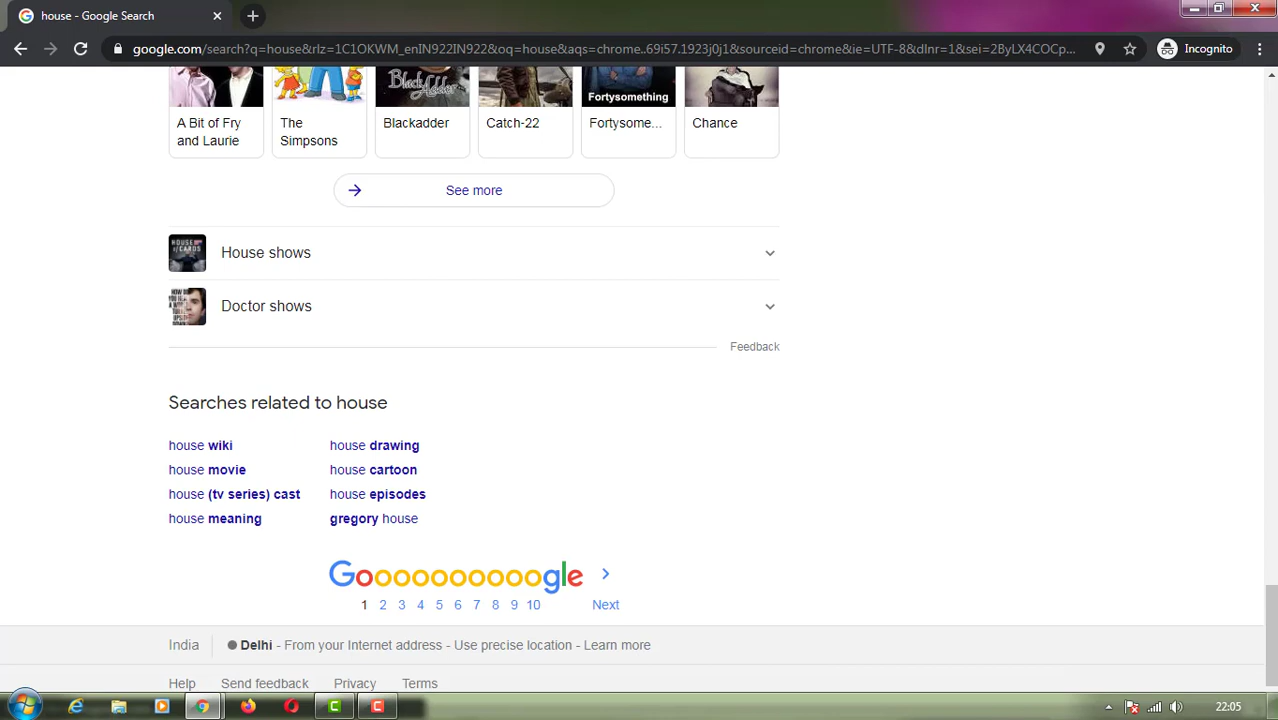 house - Google Search
google.com/search?q=house&rlz=1C1OKWM_enIN922IN922&oq=house&aqs=chrome..69i57.1923j0j1&sourceid=chrome&ie=UTF-8&dlnr=1&sei=2ByLX4COCp...
Incognito
BlackAdder
Fortysomething
A Bit of Fry and Laurie
The Simpsons
Blackadder
Catch-22
Fortysome...
Chance
See more
HOUSE of CARDS
House shows
Doctor shows
Feedback
Searches related to house
house wiki
house drawing
house movie
house cartoon
house (tv series) cast
house episodes
house meaning
gregory house
Goooooooooogle
1 2 3 4 5 6 7 8 9 10 Next
India
Delhi - From your Internet address - Use precise location - Learn more
Help Send feedback Privacy Terms
22:05